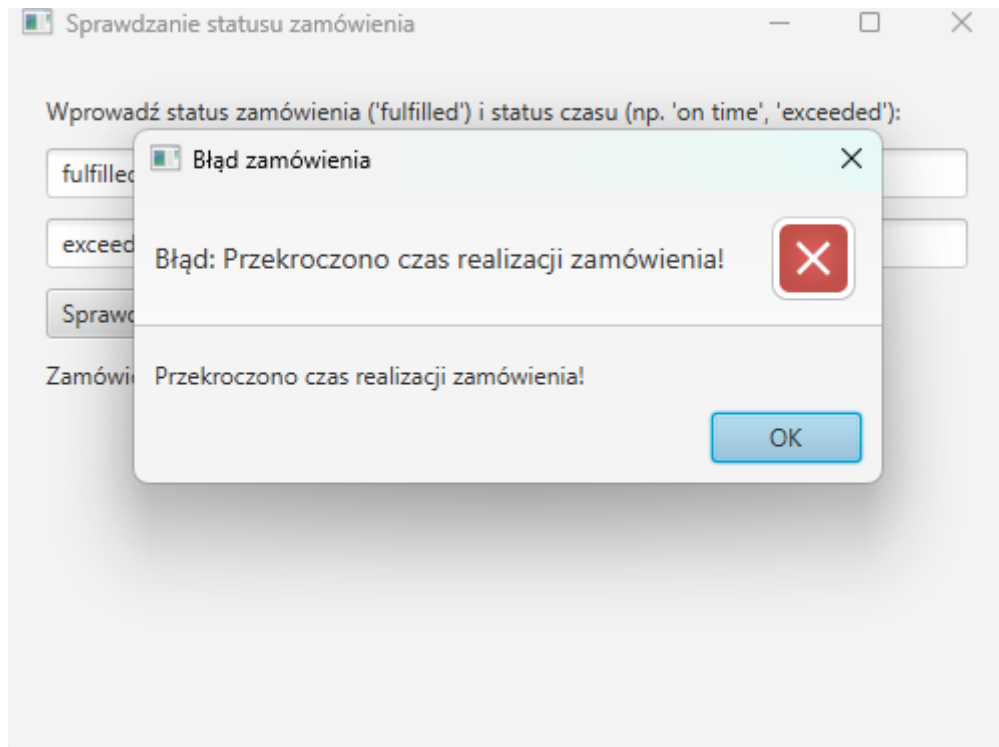 Sprawdzanie statusu zamówienia
Wprowadź status zamówienia ('fulfilled') i status czasu (np. 'on time', 'exceeded'):
Błąd zamówienia
Błąd: Przekroczono czas realizacji zamówienia!
Przekroczono czas realizacji zamówienia!
OK